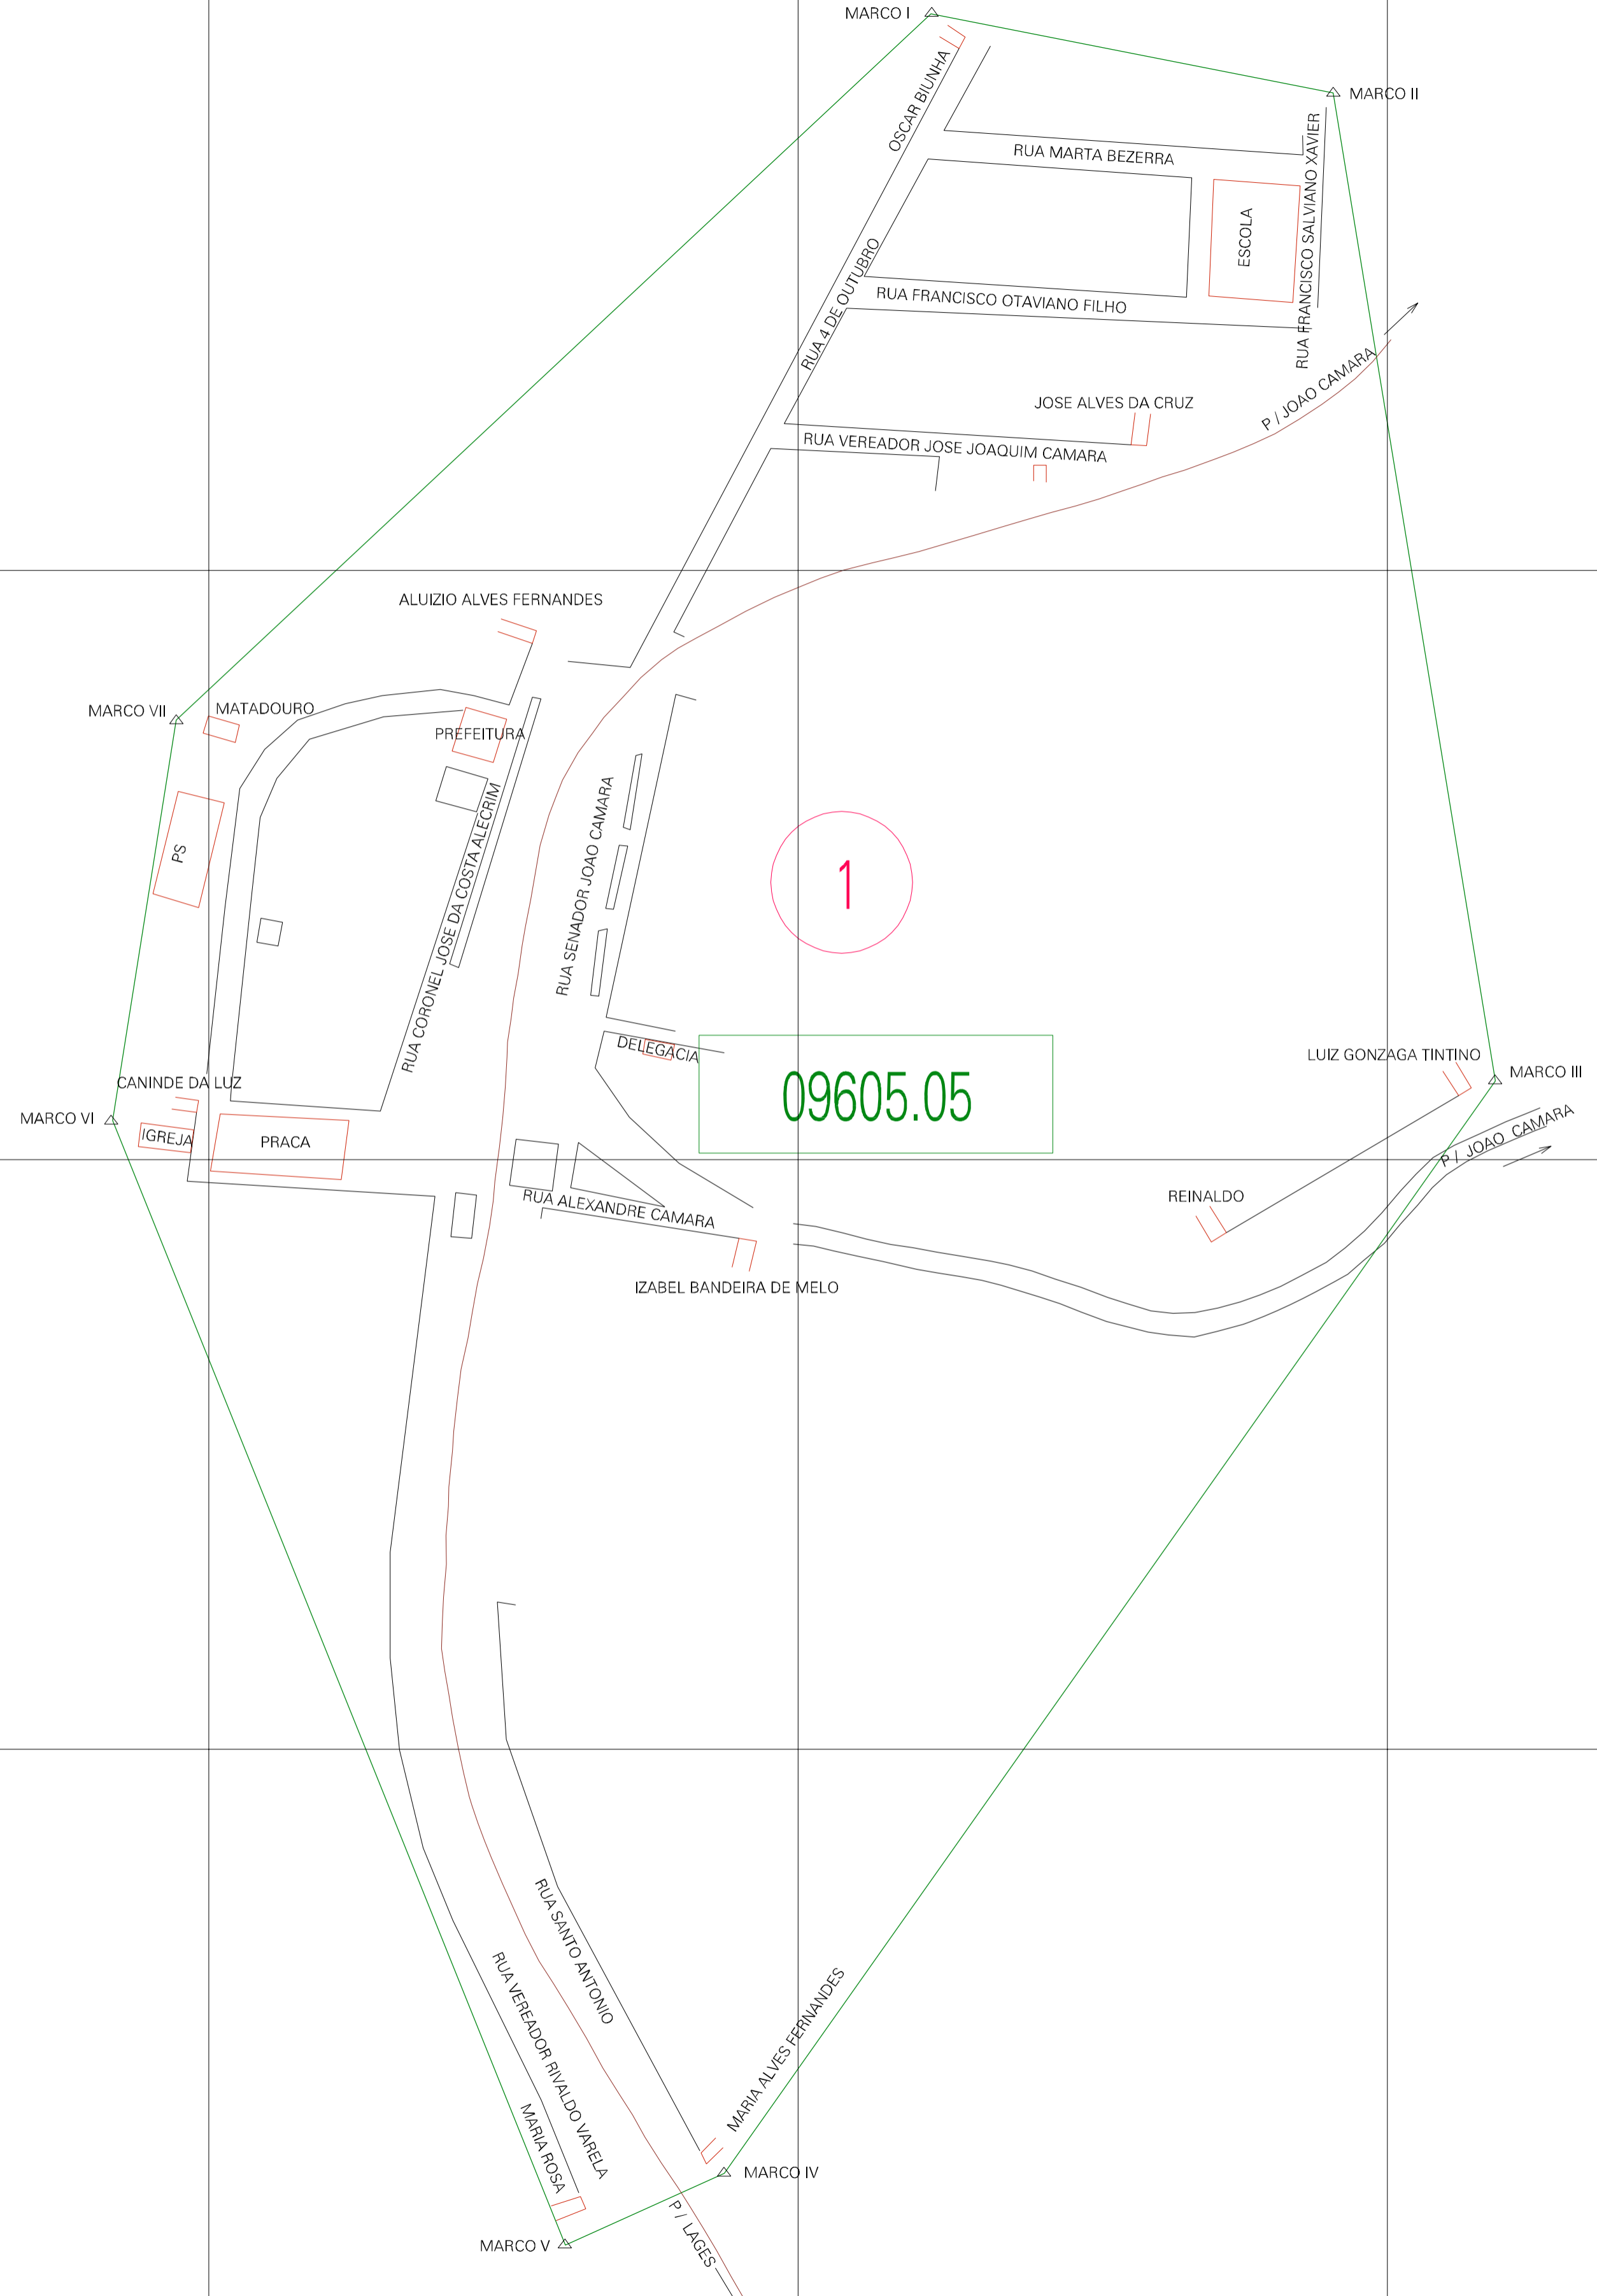 MARCO I
MARCO II
OSCAR BIUNHA
RUA MARTA BEZERRA
RUA FRANCISCO SALVIANO XAVIER
ESCOLA
RUA 4 DE OUTUBRO
RUA FRANCISCO OTAVIANO FILHO
P / JOAO CAMARA
JOSE ALVES DA CRUZ
RUA VEREADOR JOSE JOAQUIM CAMARA
ALUIZIO ALVES FERNANDES
MARCO VII
MATADOURO
PREFEITURA
PS
RUA CORONEL JOSE DA COSTA ALECRIM
RUA SENADOR JOAO CAMARA
1
DELEGACIA
09605.05
LUIZ GONZAGA TINTINO
MARCO III
CANINDE DA LUZ
MARCO VI
IGREJA
PRACA
P / JOAO CAMARA
REINALDO
RUA ALEXANDRE CAMARA
IZABEL BANDEIRA DE MELO
RUA SANTO ANTONIO
RUA VEREADOR RIVALDO VARELA
MARIA ALVES FERNANDES
MARIA ROSA
MARCO IV
P / LAGES
MARCO V